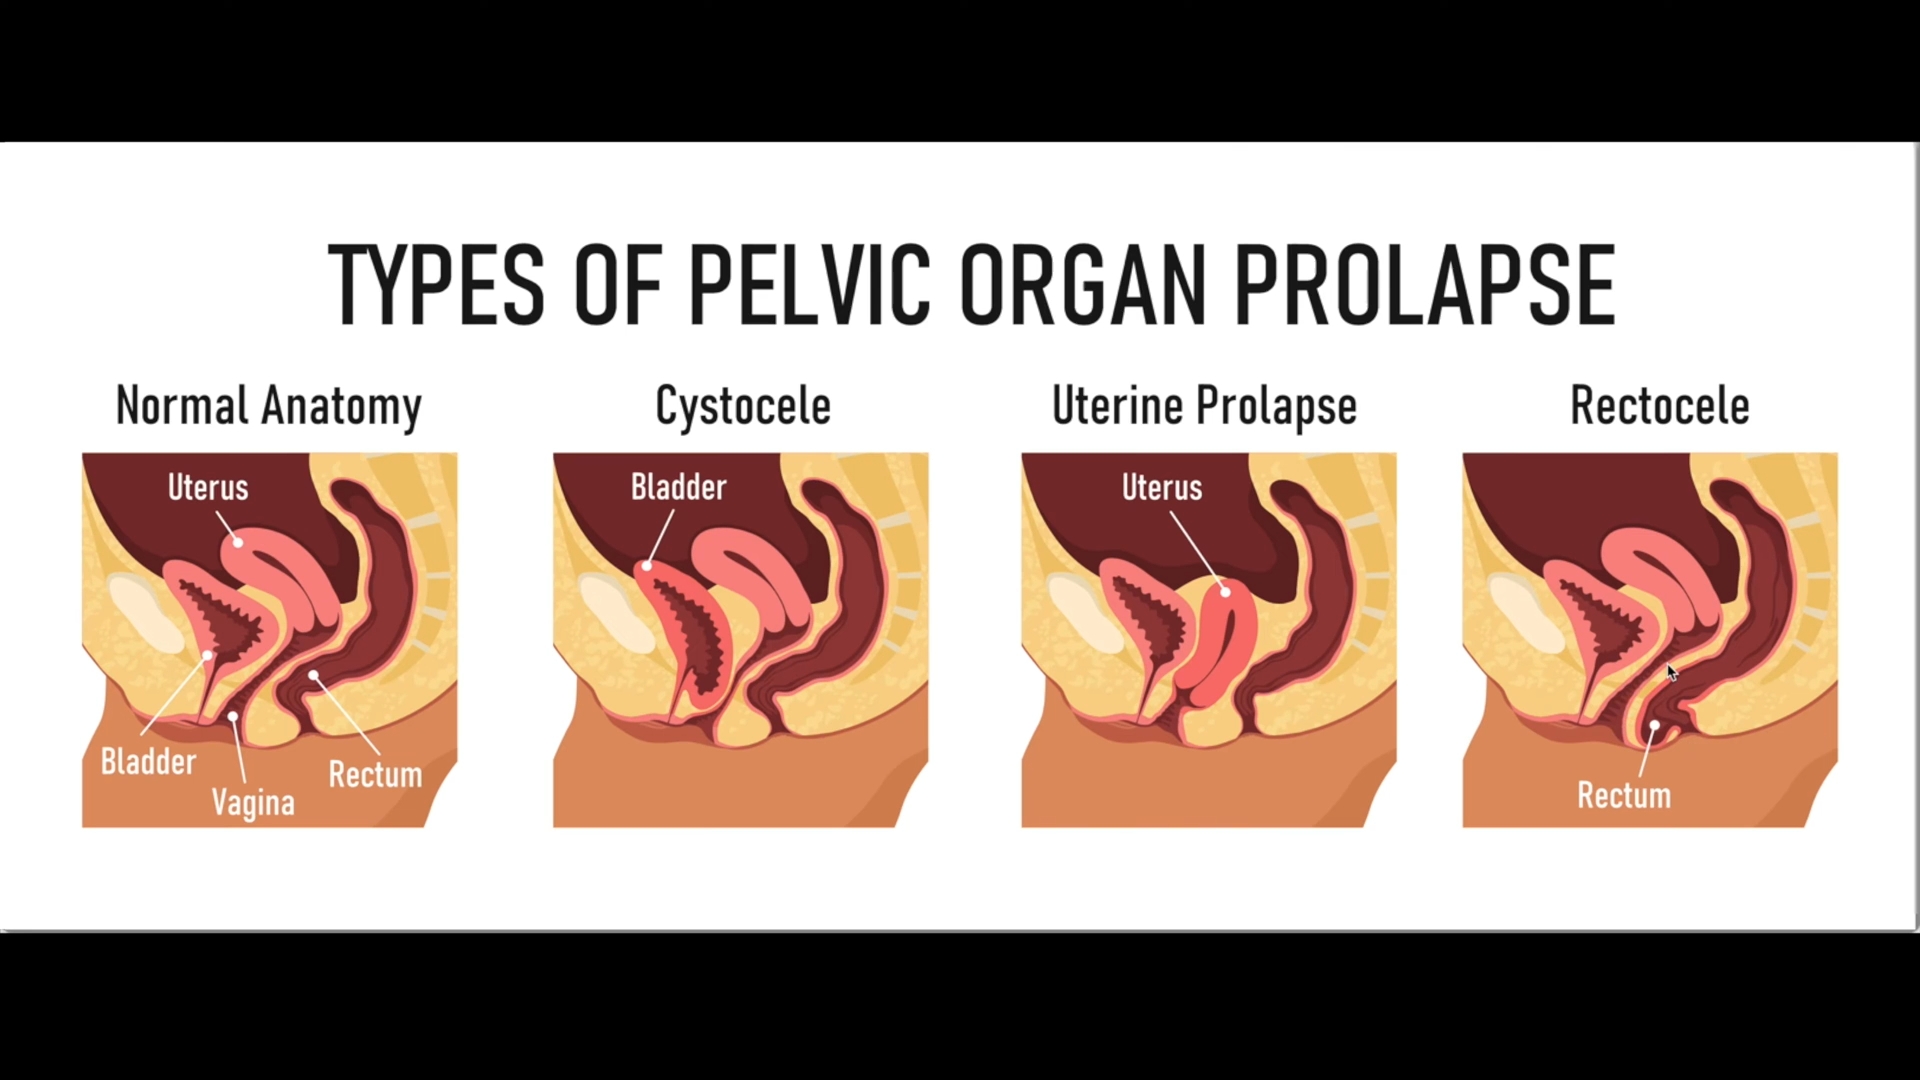 TYPES OF PELVIC ORGAN PROLAPSE
Normal Anatomy
Uterus
Bladder
Vagina
Rectum
Cystocele
Bladder
Uterine Prolapse
Uterus
Rectocele
Rectum